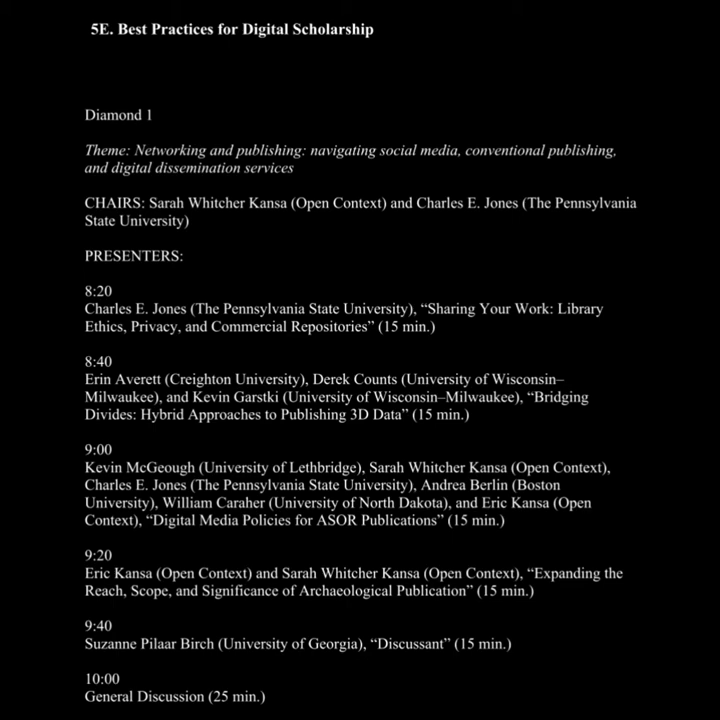 5E. Best Practices for Digital Scholarship
Diamond 1
Theme: Networking and publishing: navigating social media, conventional publishing,
and digital dissemination services
CHAIRS: Sarah Whitcher Kansa (Open Context) and Charles E. Jones (The Pennsylvania
State University)
PRESENTERS:
8:20
Charles E. Jones (The Pennsylvania State University), “Sharing Your Work: Library
Ethics, Privacy, and Commercial Repositories” (15 min.)
8:40
Erin Averett (Creighton University), Derek Counts (University of Wisconsin–
Milwaukee), and Kevin Garstki (University of Wisconsin–Milwaukee), “Bridging
Divides: Hybrid Approaches to Publishing 3D Data” (15 min.)
9:00
Kevin McGeough (University of Lethbridge), Sarah Whitcher Kansa (Open Context),
Charles E. Jones (The Pennsylvania State University), Andrea Berlin (Boston
University), William Caraher (University of North Dakota), and Eric Kansa (Open
Context), “Digital Media Policies for ASOR Publications” (15 min.)
9:20
Eric Kansa (Open Context) and Sarah Whitcher Kansa (Open Context), “Expanding the
Reach, Scope, and Significance of Archaeological Publication” (15 min.)
9:40
Suzanne Pilaar Birch (University of Georgia), “Discussant” (15 min.)
10:00
General Discussion (25 min.)